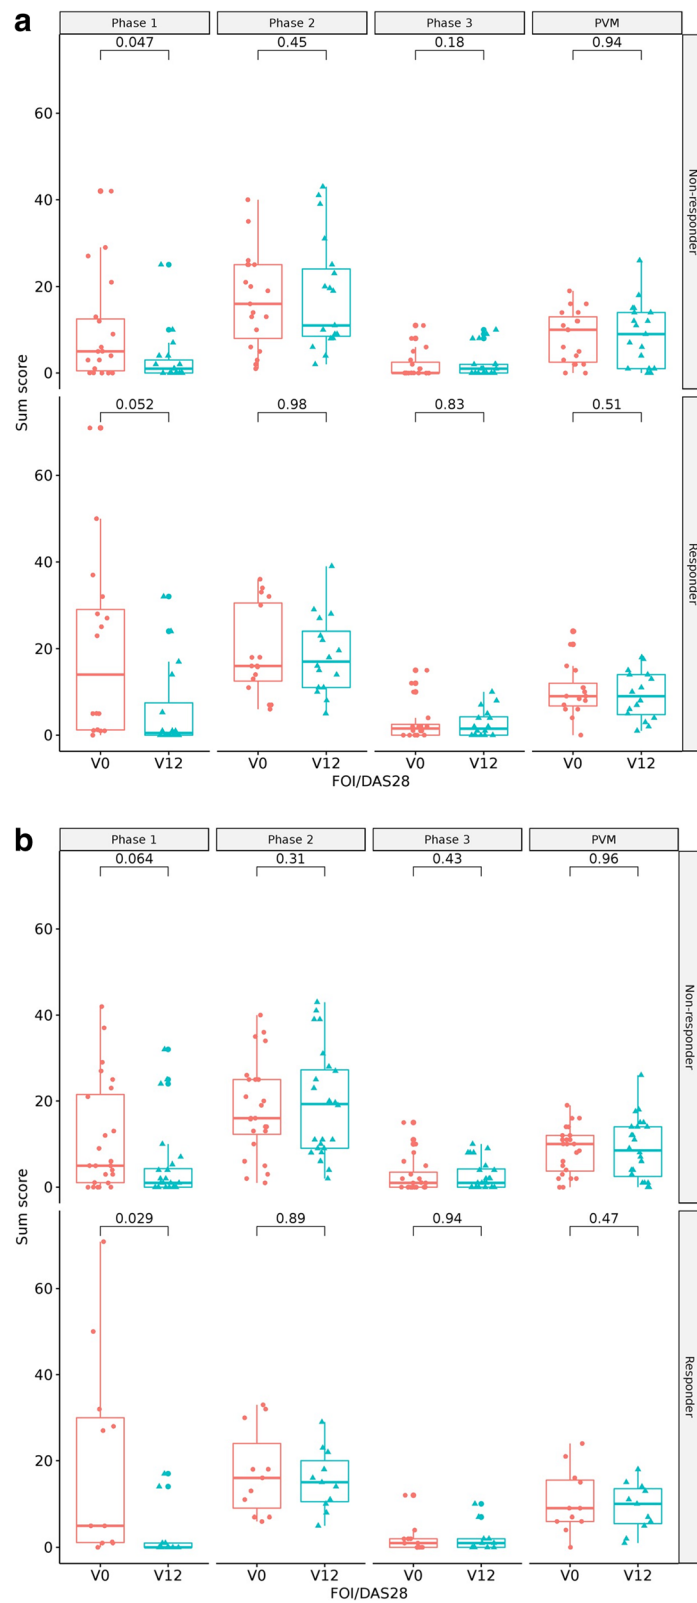 a
Phase 1 Phase 2 Phase 3 PVM
0.047 0.45 0.18 0.94
60
40
20
0
Non-responder
Sum score
0.052 0.98 0.83 0.51
60
40
20
0
Responder
V0 V12 V0 V12 V0 V12 V0 V12
FOI/DAS28
b
Phase 1 Phase 2 Phase 3 PVM
0.064 0.31 0.43 0.96
60
40
20
0
Non-responder
Sum score
0.029 0.89 0.94 0.47
60
40
20
0
Responder
V0 V12 V0 V12 V0 V12 V0 V12
FOI/DAS28